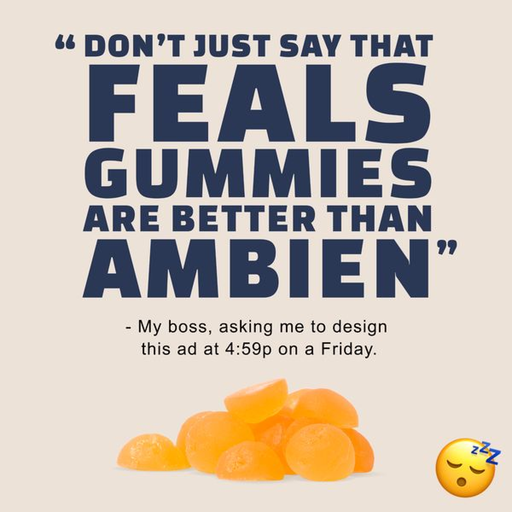 “ DON’T JUST SAY THAT
FEALS
GUMMIES
ARE BETTER THAN
AMBIEN”
- My boss, asking me to design
this ad at 4:59p on a Friday.
zzZ